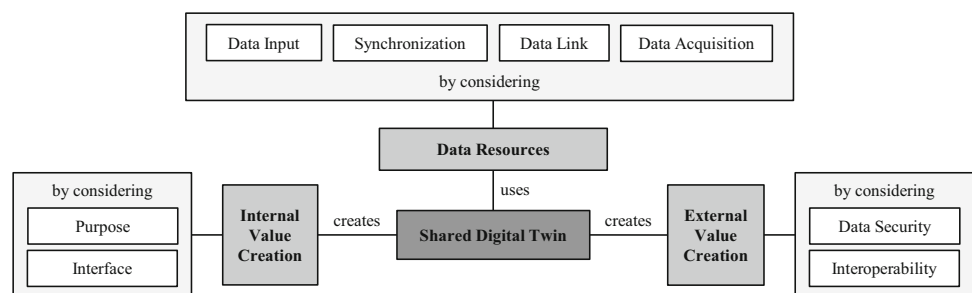 Data Input
Synchronization
Data Link
Data Acquisition
by considering
Data Resources
uses
by considering
Purpose
Interface
Internal
Value
Creation
creates
Shared Digital Twin
creates
External
Value
Creation
by considering
Data Security
Interoperability